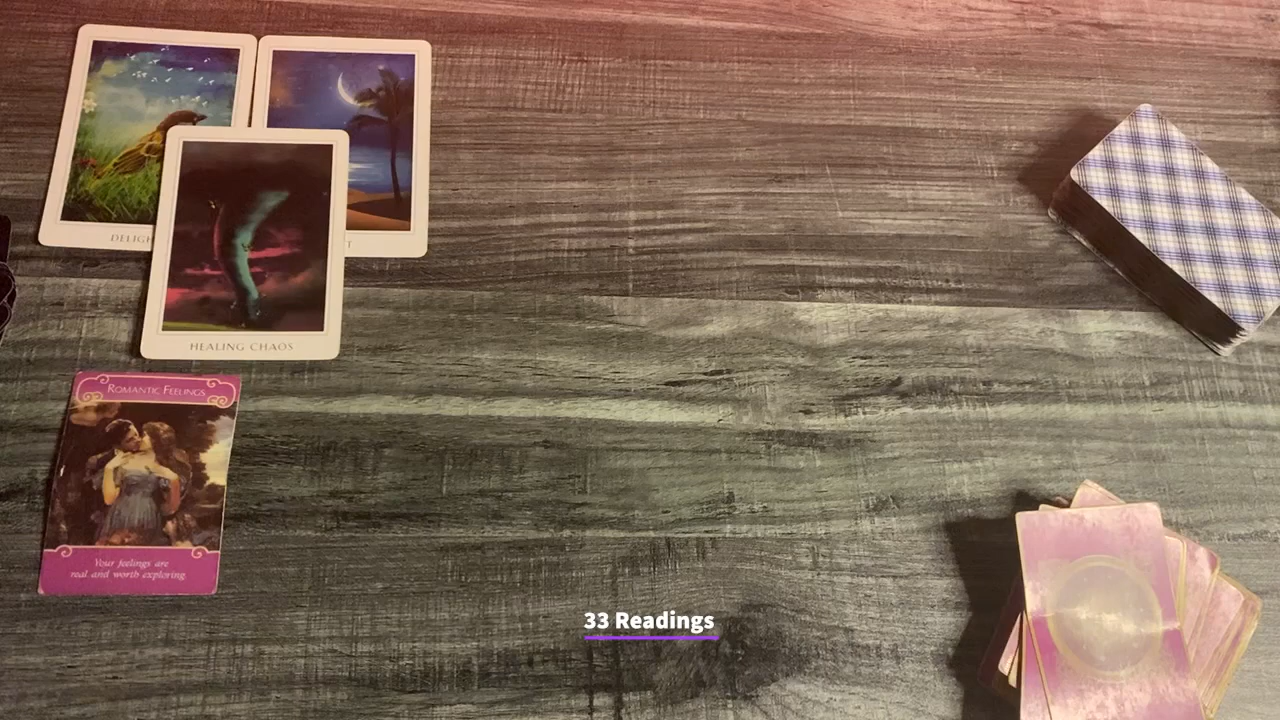 HEALING CHAOS
ROMANTIC FEELINGS
Your feelings are
real and worth exploring.
33 Readings